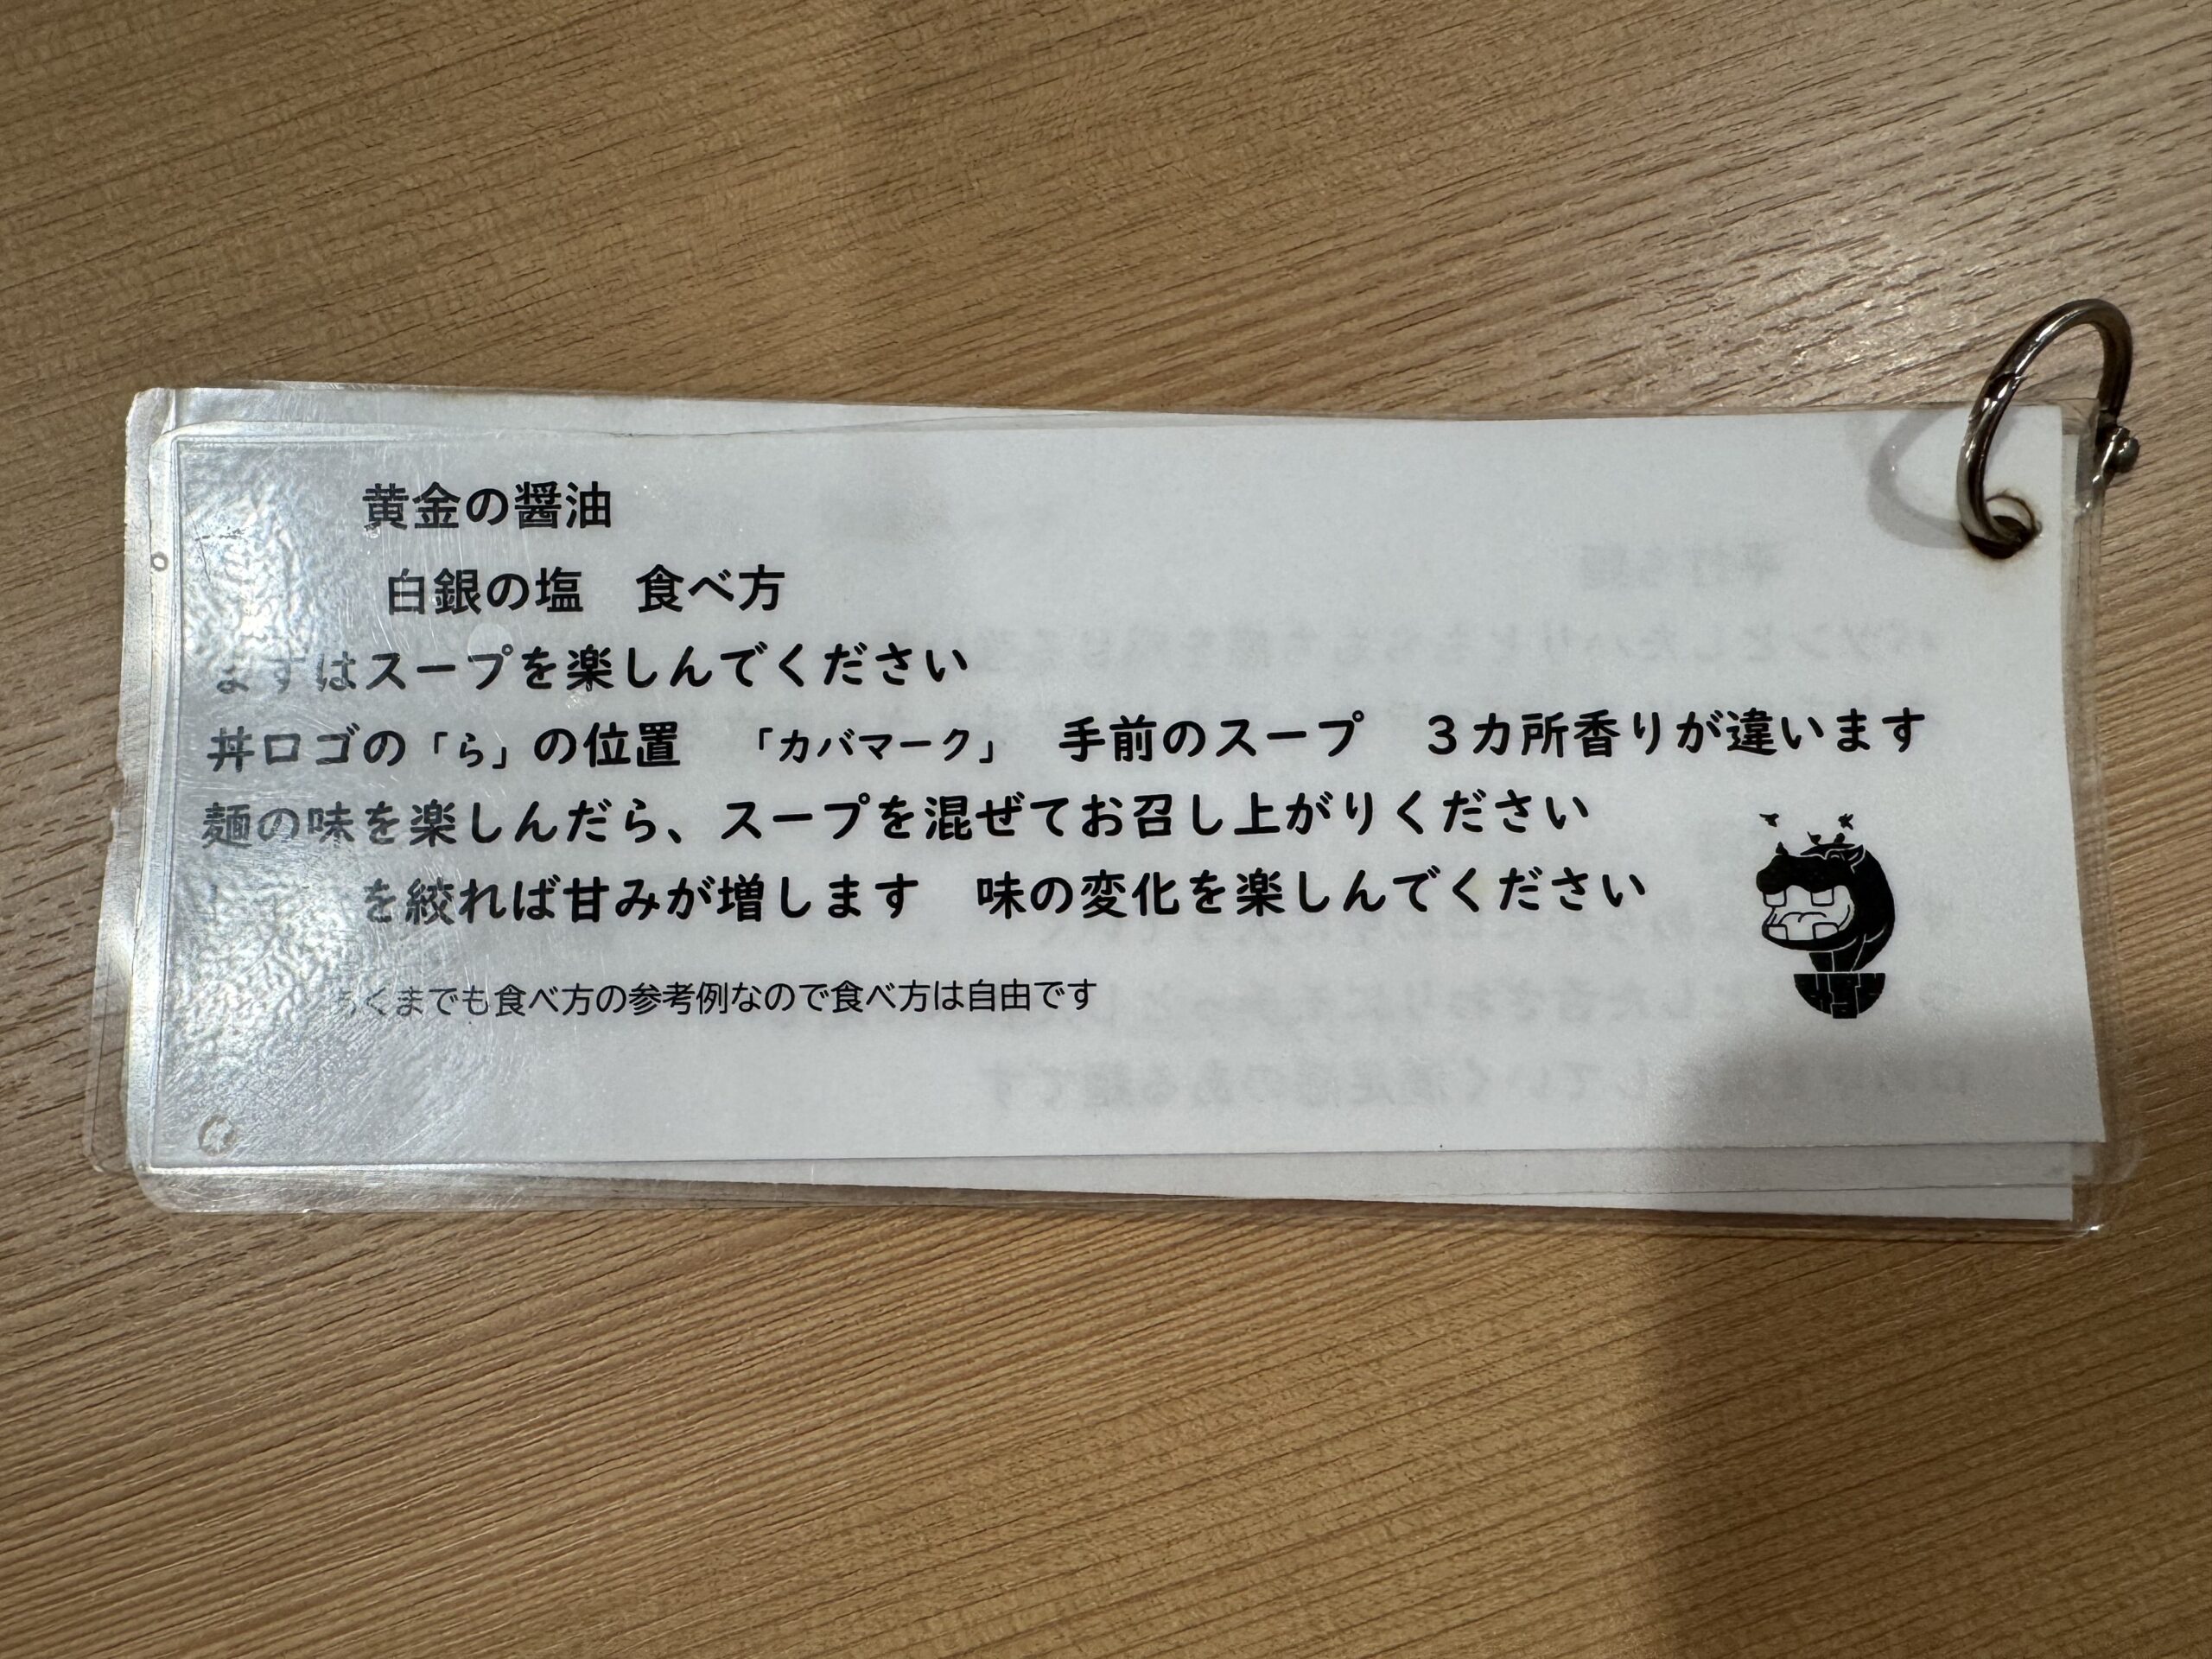 黄金の醤油
白銀の塩　食べ方
まずはスープを楽しんでください
丼ロゴの「ら」の位置　「カバマーク」　手前のスープ　３カ所香りが違います
麺の味を楽しんだら、スープを混ぜてお召し上がりください
を絞れば甘みが増します　味の変化を楽しんでください
あくまでも食べ方の参考例なので食べ方は自由です